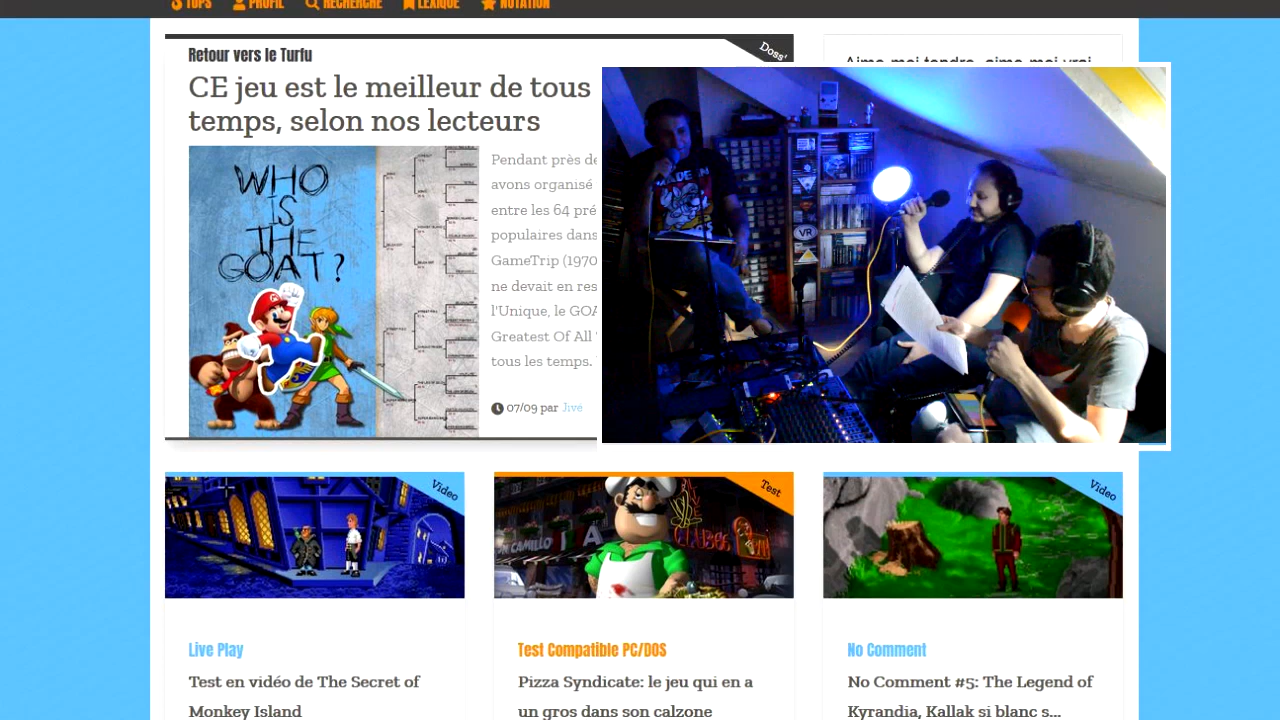 TOPS PROFIL RECHERCHE LEXIQUE NOTATION
Retour vers le Turfu
Doss'
CE jeu est le meilleur de tous
temps, selon nos lecteurs
WHO
IS
THE
GOAT?
Pendant près de
avons organisé
entre les 64
populaires dans
GameTrip (1970
ne devait en
l'Unique, le
Greatest Of All
tous les temps.
07/09 par Jivé
Aime-moi tendre, aime-moi vrai
VR
Video
Test
Video
Live Play
Test en vidéo de The Secret of
Monkey Island
Test Compatible PC/DOS
Pizza Syndicate: le jeu qui en a
un gros dans son calzone
No Comment
No Comment #5: The Legend of
Kyrandia, Kallak si blanc s...